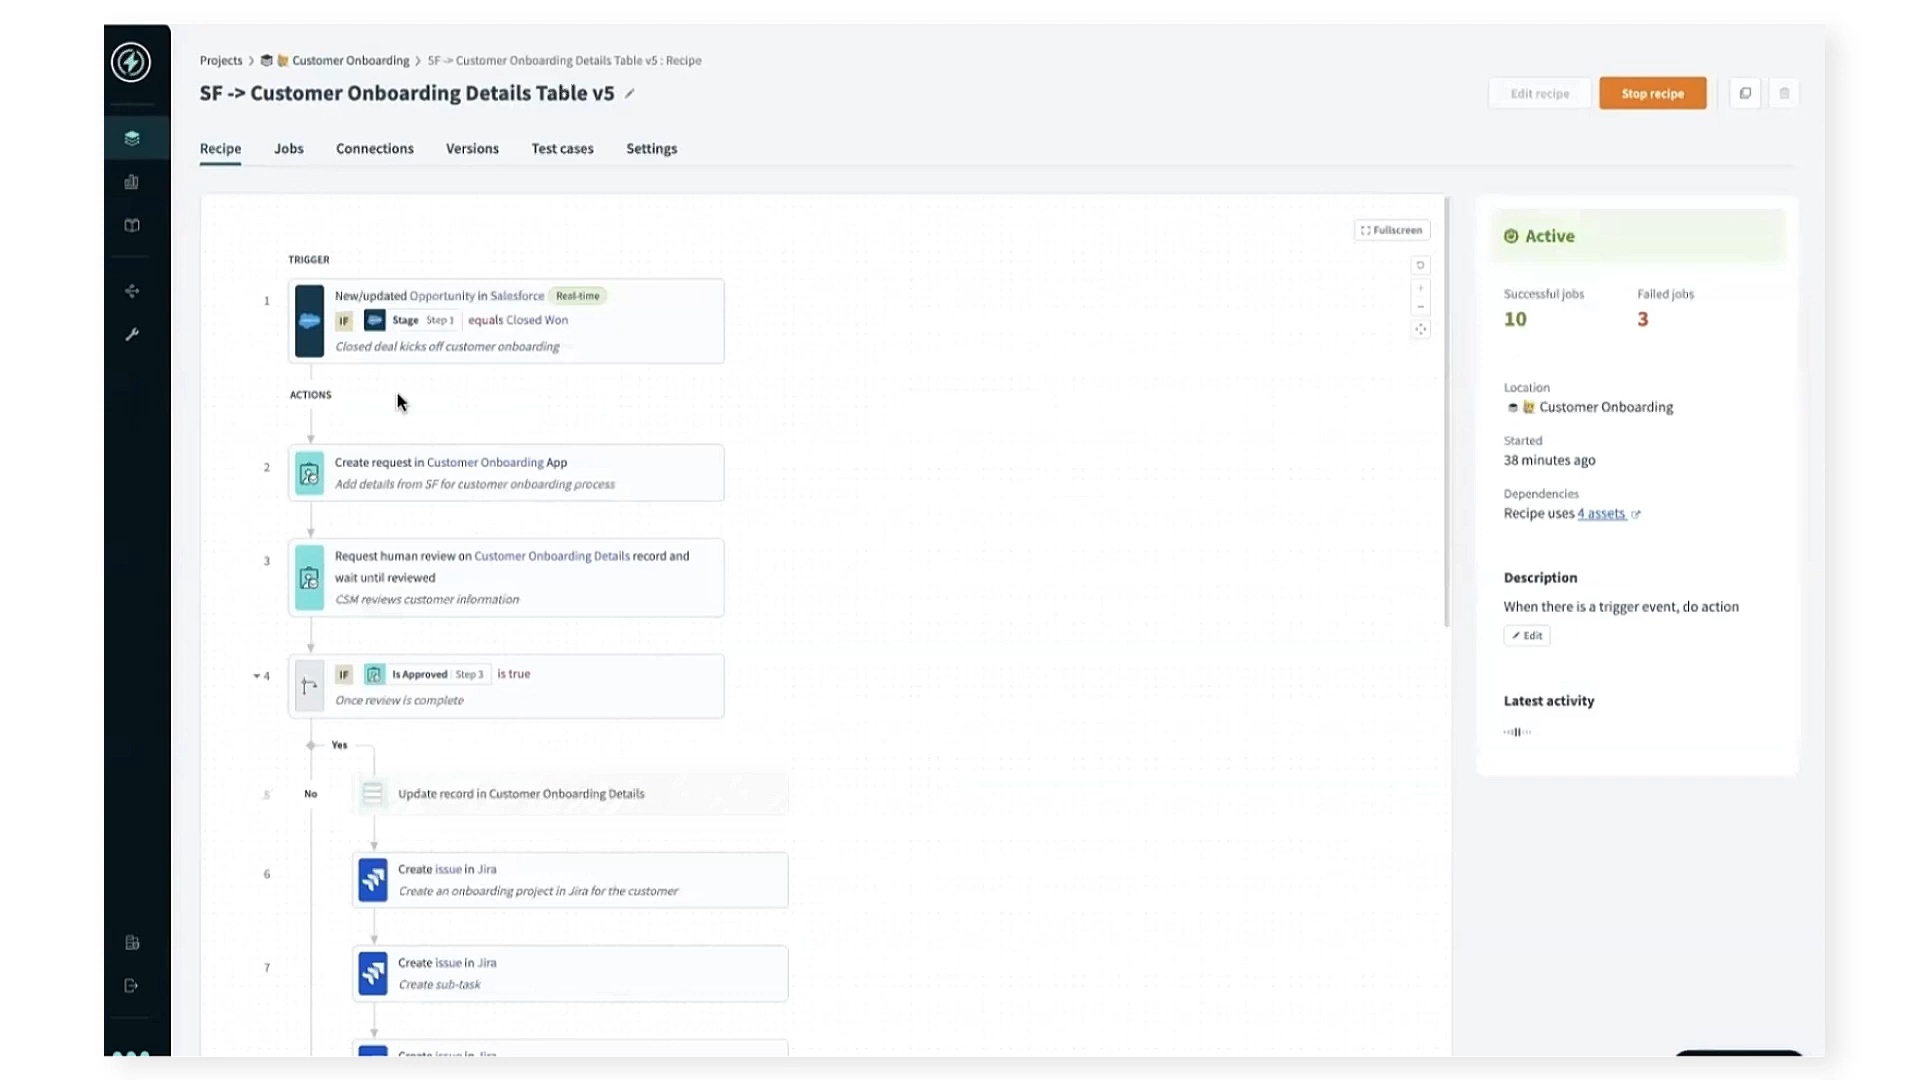 Projects > Customer Onboarding > SF -> Customer Onboarding Details Table v5 : Recipe
SF -> Customer Onboarding Details Table v5
Edit recipe
Stop recipe
Recipe
Jobs
Connections
Versions
Test cases
Settings
Fullscreen
TRIGGER
1
New/updated Opportunity in Salesforce Real-time
IF Stage Step 1 equals Closed Won
Closed deal kicks off customer onboarding
ACTIONS
2
Create request in Customer Onboarding App
Add details from SF for customer onboarding process
3
Request human review on Customer Onboarding Details record and
wait until reviewed
CSM reviews customer information
4
IF Is Approved Step 3 is true
Once review is complete
Yes
No
5
Update record in Customer Onboarding Details
6
Create issue in Jira
Create an onboarding project in Jira for the customer
7
Create issue in Jira
Create sub-task
Create issue in Jira
Active
Successful jobs
10
Failed jobs
3
Location
Customer Onboarding
Started
38 minutes ago
Dependencies
Recipe uses 4 assets
Description
When there is a trigger event, do action
Edit
Latest activity